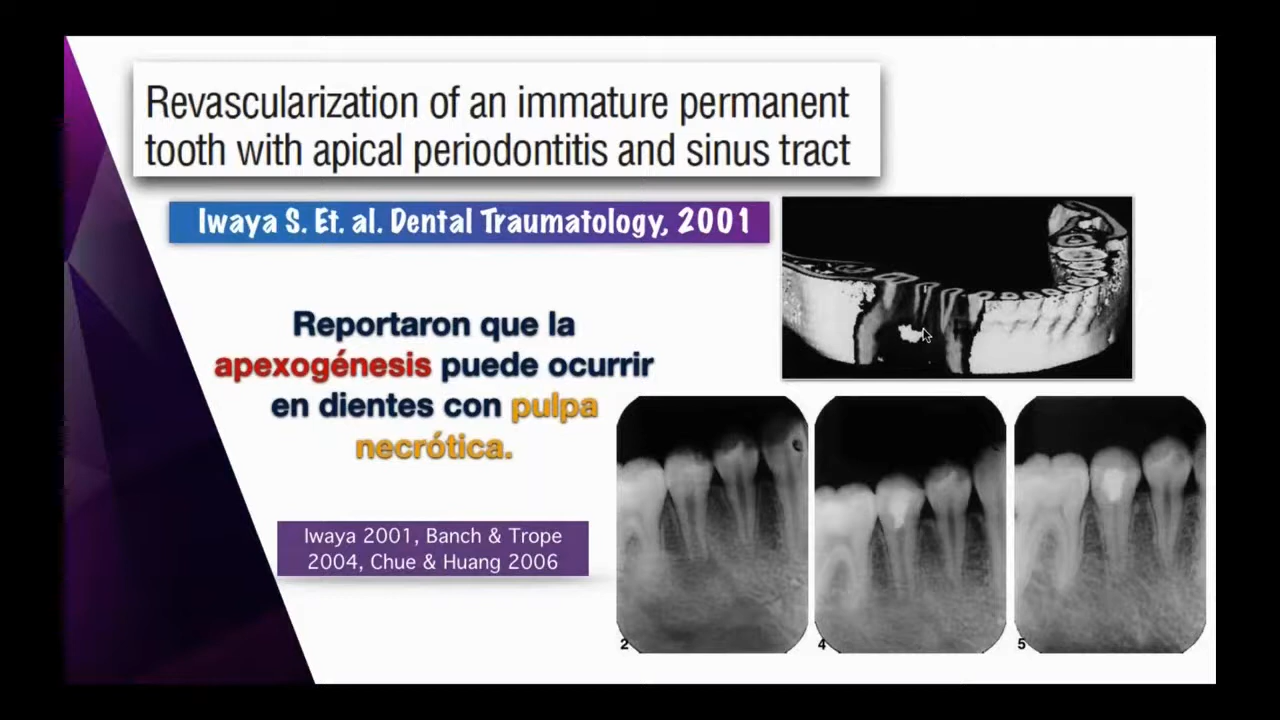 Revascularization of an immature permanent
tooth with apical periodontitis and sinus tract
Iwaya S. Et. al. Dental Traumatology, 2001
Reportaron que la
apexogénesis puede ocurrir
en dientes con pulpa
necrótica.
Iwaya 2001, Banch & Trope
2004, Chue & Huang 2006
2
4
5